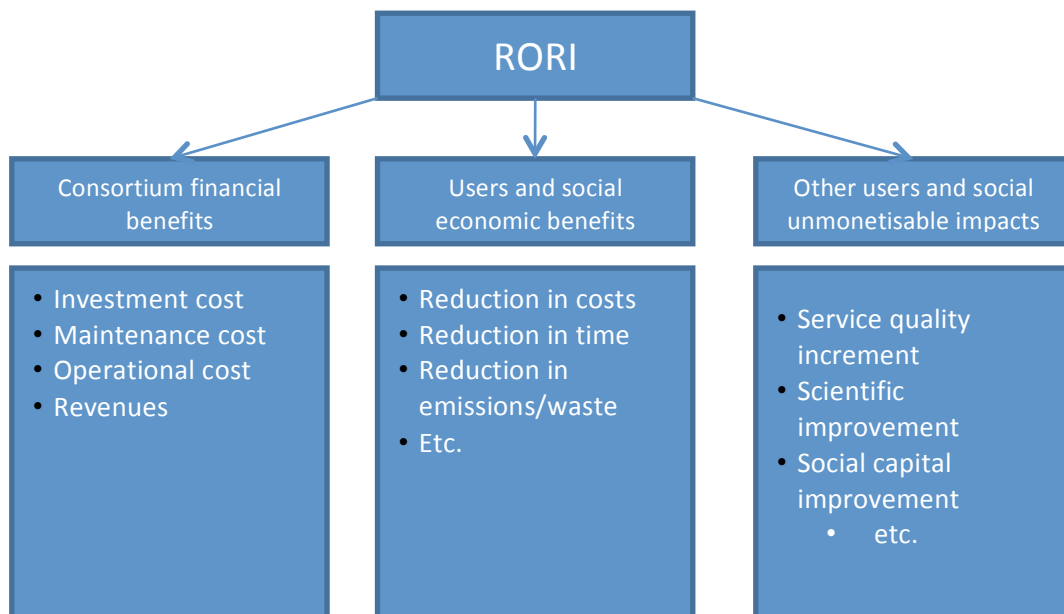 RORI
Consortium financial
benefits
Users and social
economic benefits
Other users and social
unmonetisable impacts
• Investment cost
• Maintenance cost
• Operational cost
• Revenues
• Reduction in costs
• Reduction in time
• Reduction in
emissions/waste
• Etc.
• Service quality
increment
• Scientific
improvement
• Social capital
improvement
• etc.